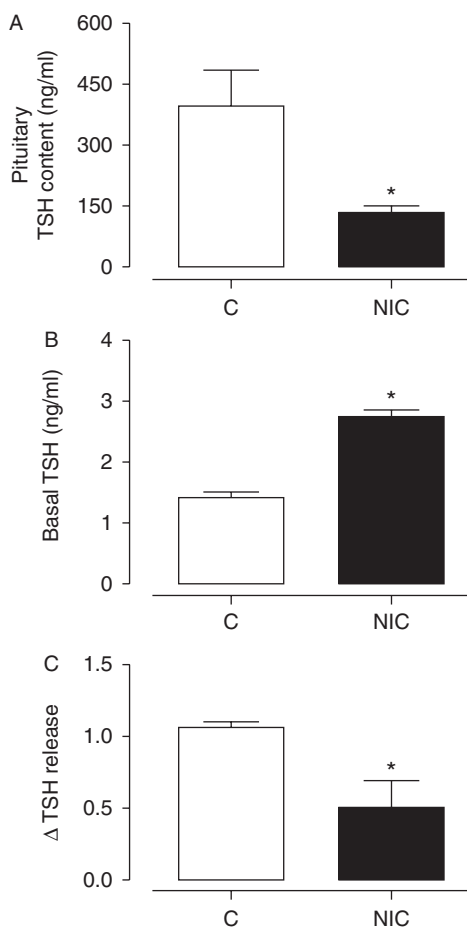 A
Pituitary
TSH content (ng/ml)
600
450
300
150
0
*
C
NIC
B
Basal TSH (ng/ml)
4
3
2
1
0
*
C
NIC
C
Δ TSH release
1.5
1.0
0.5
0.0
*
C
NIC